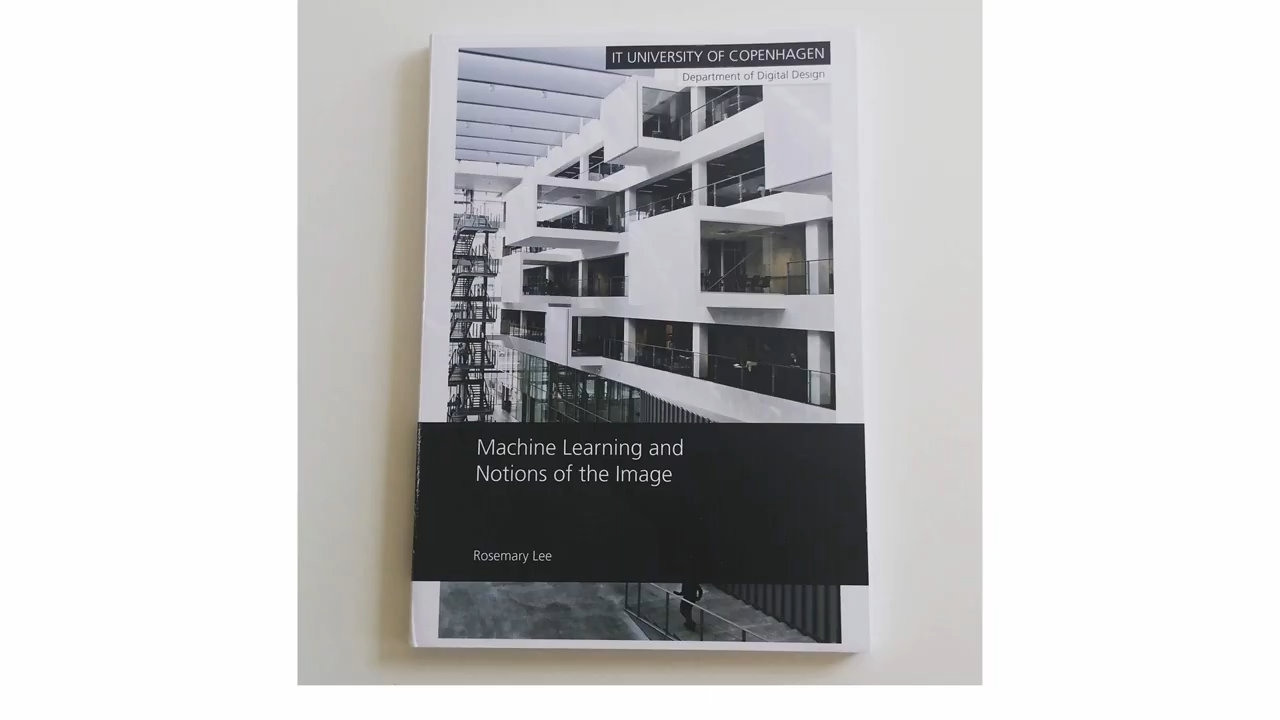 IT UNIVERSITY OF COPENHAGEN
Department of Digital Design
Machine Learning and
Notions of the Image
Rosemary Lee